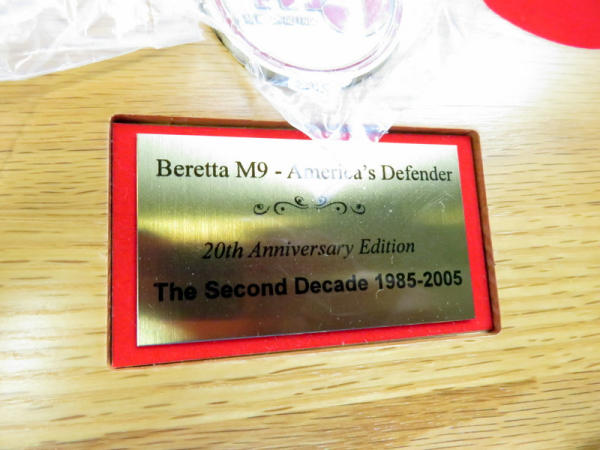 Beretta M9 - America's Defender
20th Anniversary Edition
The Second Decade 1985-2005